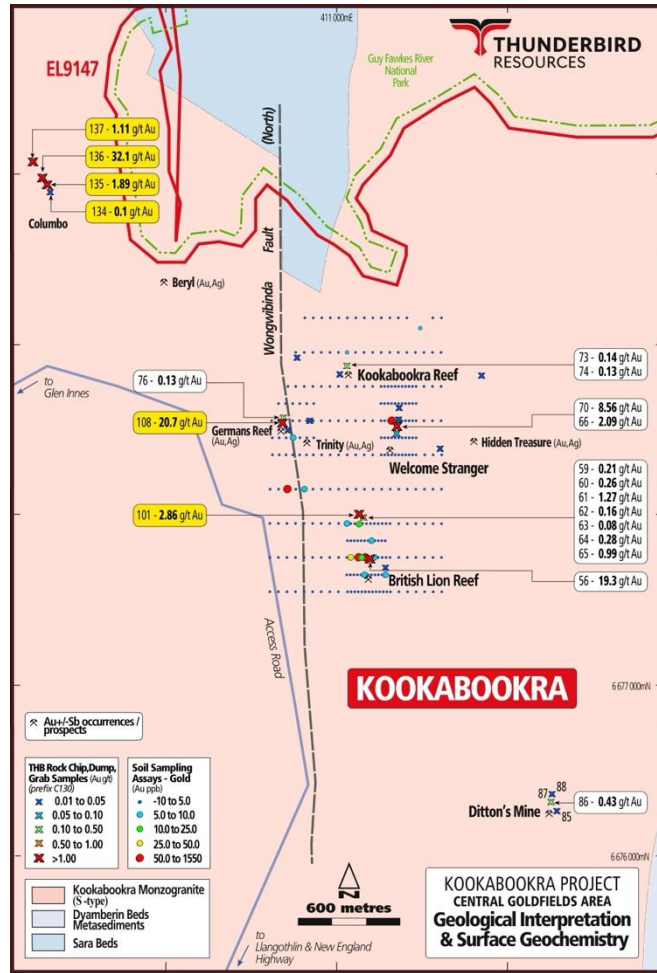 411 000mE
THUNDERBIRD
RESOURCES
EL9147
Guy Fawkes River
National
Park
137 - 1.11 g/t Au
136 - 32.1 g/t Au
135 - 1.89 g/t Au
134 - 0.1 g/t Au
Columbo
Wongwibinda Fault (North)
Beryl (Au,Ag)
to
Glen Innes
76 - 0.13 g/t Au
108 - 20.7 g/t Au
Germans Reef
(Au,Ag)
Trinity (Au,Ag)
Kookabookra Reef
73 - 0.14 g/t Au
74 - 0.13 g/t Au
70 - 8.56 g/t Au
66 - 2.09 g/t Au
Hidden Treasure (Au,Ag)
Welcome Stranger
59 - 0.21 g/t Au
60 - 0.26 g/t Au
61 - 1.27 g/t Au
62 - 0.16 g/t Au
63 - 0.08 g/t Au
64 - 0.28 g/t Au
65 - 0.99 g/t Au
101 - 2.86 g/t Au
56 - 19.3 g/t Au
British Lion Reef
Access Road
KOOKABOOKRA
6 677 000mN
Au+/-Sb occurrences /
prospects
THB Rock Chip,Dump,
Grab Samples (Au g/t)
(prefix C130)
0.01 to 0.05
0.05 to 0.10
0.10 to 0.50
0.50 to 1.00
>1.00
Soil Sampling
Assays - Gold
(Au ppb)
-10 to 5.0
5.0 to 10.0
10.0 to 25.0
25.0 to 50.0
50.0 to 1550
87
88
Ditton's Mine
85
86 - 0.43 g/t Au
6 676 000mN
Kookabookra Monzogranite
(S -type)
Dyamberin Beds
Metasediments
Sara Beds
N
600 metres
to
Llangothlin & New England
Highway
KOOKABOOKRA PROJECT
CENTRAL GOLDFIELDS AREA
Geological Interpretation
& Surface Geochemistry